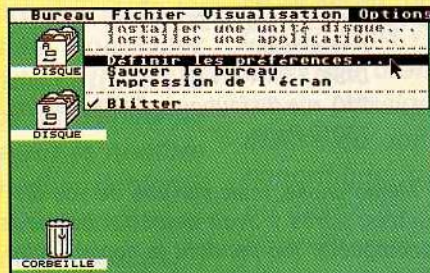 Bureau Fichier Visualisation Options
Installer une unité disque...
Installer une application...
Définir les préférences...
Sauver le bureau
Impression de l'écran
✓ Blitter
A
DISQUE
B
DISQUE
CORBEILLE